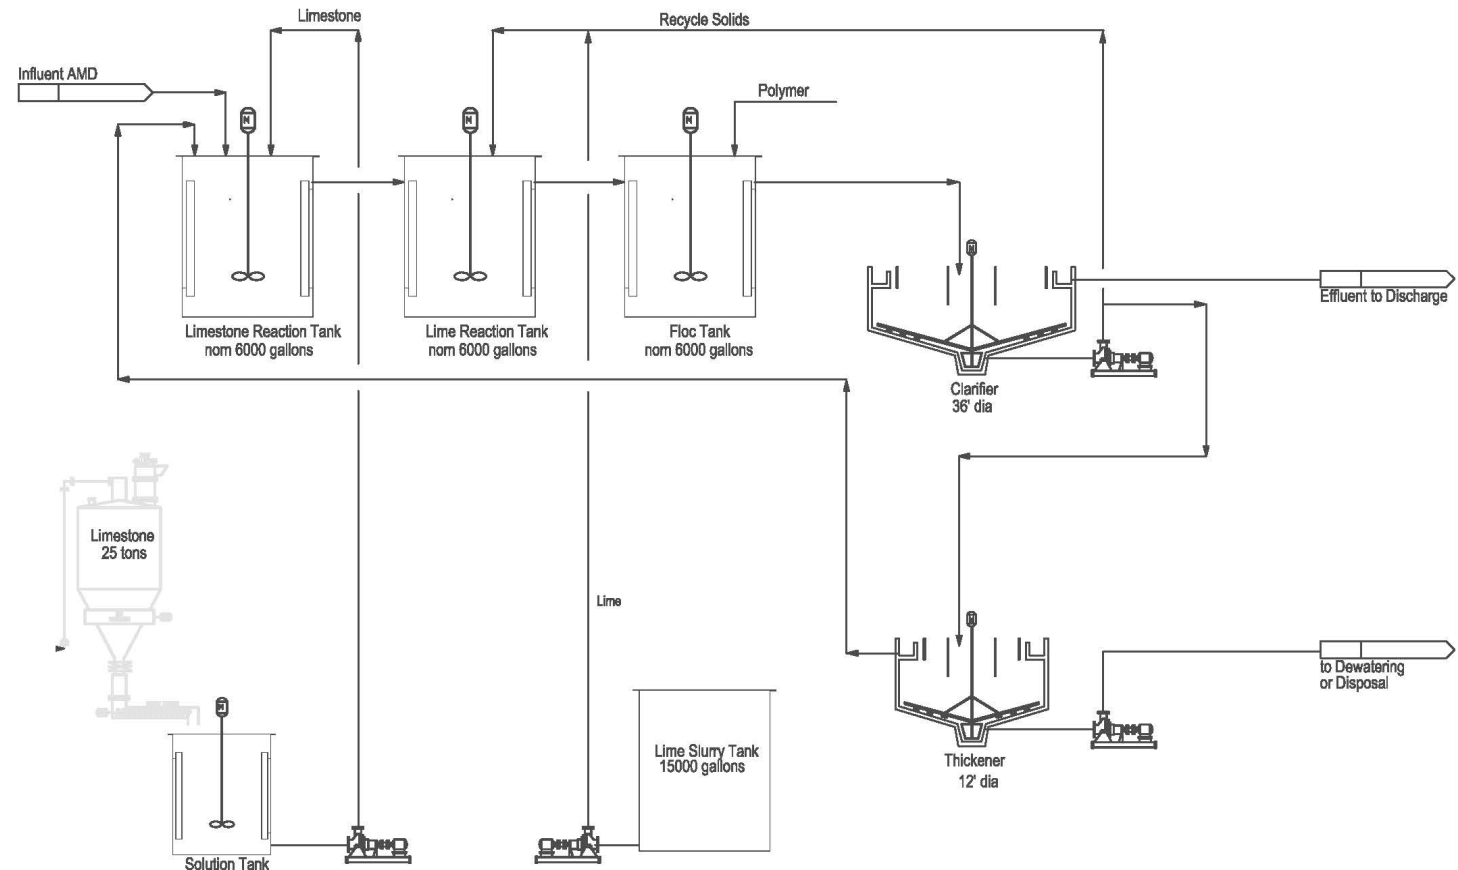 Limestone
Recycle Solids
Influent AMD
Polymer
M
M
M
M
Limestone Reaction Tank
nom 6000 gallons
Lime Reaction Tank
nom 6000 gallons
Floc Tank
nom 6000 gallons
Effluent to Discharge
Clarifier
36' dia
Limestone
25 tons
Lime
M
to Dewatering
or Disposal
M
Lime Slurry Tank
15000 gallons
Thickener
12' dia
Solution Tank